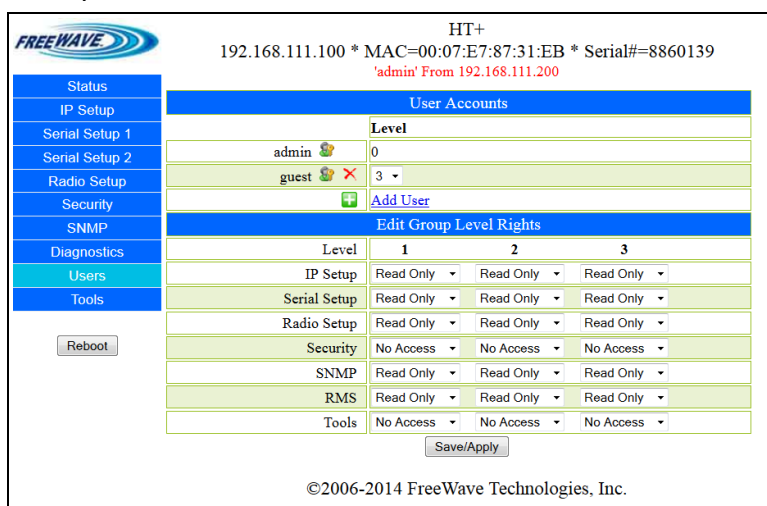 FREEWAVE
HT+
192.168.111.100 * MAC=00:07:E7:87:31:EB * Serial#=8860139
'admin' From 192.168.111.200
Status
IP Setup
Serial Setup 1
Serial Setup 2
Radio Setup
Security
SNMP
Diagnostics
Users
Tools
Reboot
User Accounts
Level
admin 0
guest 3
Add User
Edit Group Level Rights
Level 1 2 3
IP Setup Read Only Read Only Read Only
Serial Setup Read Only Read Only Read Only
Radio Setup Read Only Read Only Read Only
Security No Access No Access No Access
SNMP Read Only Read Only Read Only
RMS Read Only Read Only Read Only
Tools No Access No Access No Access
Save/Apply
©2006-2014 FreeWave Technologies, Inc.